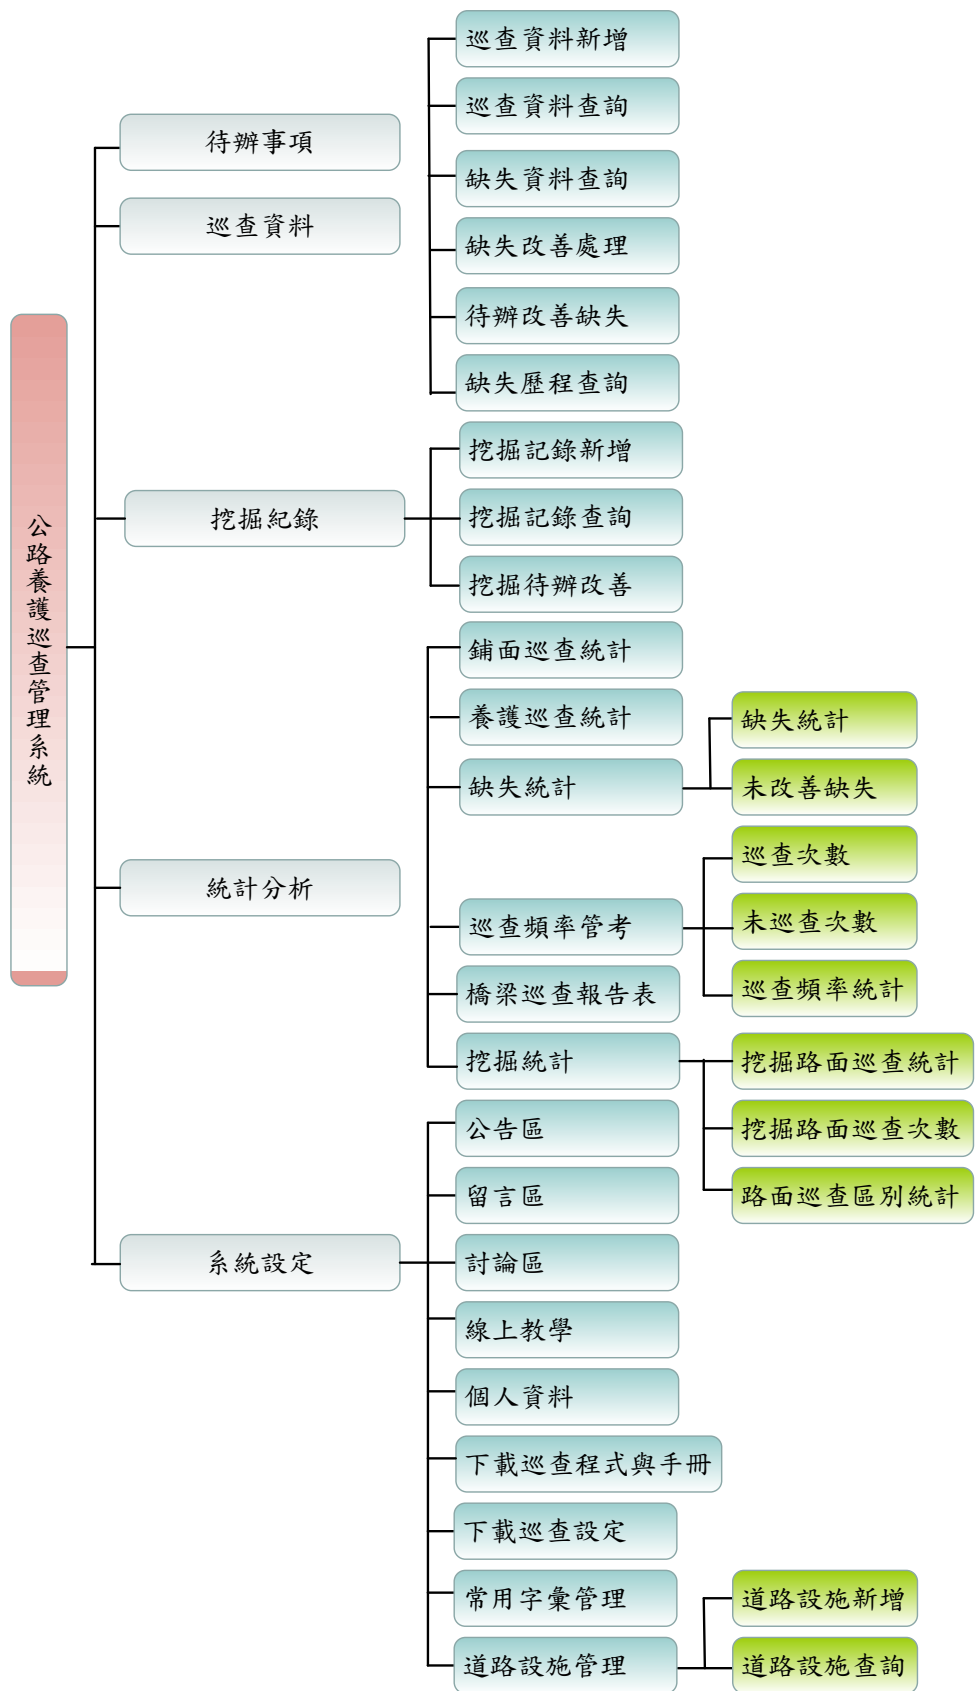 公路養護巡查管理系統
待辦事項
巡查資料
巡查資料新增
巡查資料查詢
缺失資料查詢
缺失改善處理
待辦改善缺失
缺失歷程查詢
挖掘紀錄
挖掘記錄新增
挖掘記錄查詢
挖掘待辦改善
統計分析
鋪面巡查統計
養護巡查統計
缺失統計
缺失統計
未改善缺失
巡查頻率管考
巡查次數
未巡查次數
巡查頻率統計
橋梁巡查報告表
挖掘統計
挖掘路面巡查統計
挖掘路面巡查次數
路面巡查區別統計
系統設定
公告區
留言區
討論區
線上教學
個人資料
下載巡查程式與手冊
下載巡查設定
常用字彙管理
道路設施管理
道路設施新增
道路設施查詢